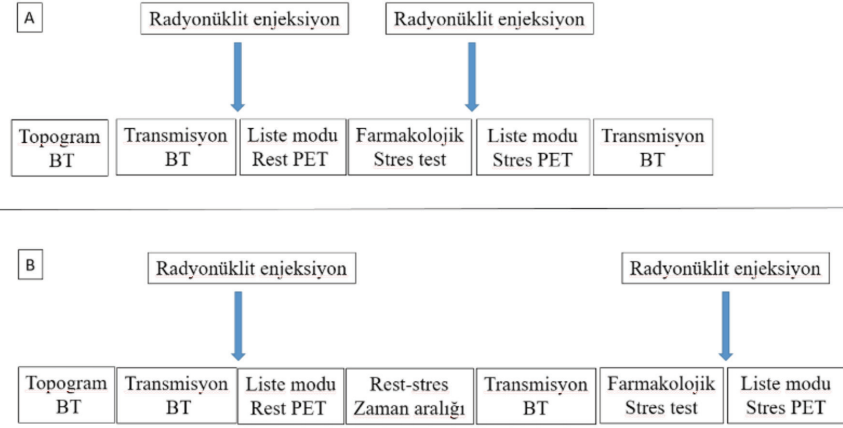 A
Radyonüklit enjeksiyon
Radyonüklit enjeksiyon
Topogram
BT
Transmisyon
BT
Liste modu
Rest PET
Farmakolojik
Stres test
Liste modu
Stres PET
Transmisyon
BT
B
Radyonüklit enjeksiyon
Radyonüklit enjeksiyon
Topogram
BT
Transmisyon
BT
Liste modu
Rest PET
Rest-stres
Zaman aralığı
Transmisyon
BT
Farmakolojik
Stres test
Liste modu
Stres PET